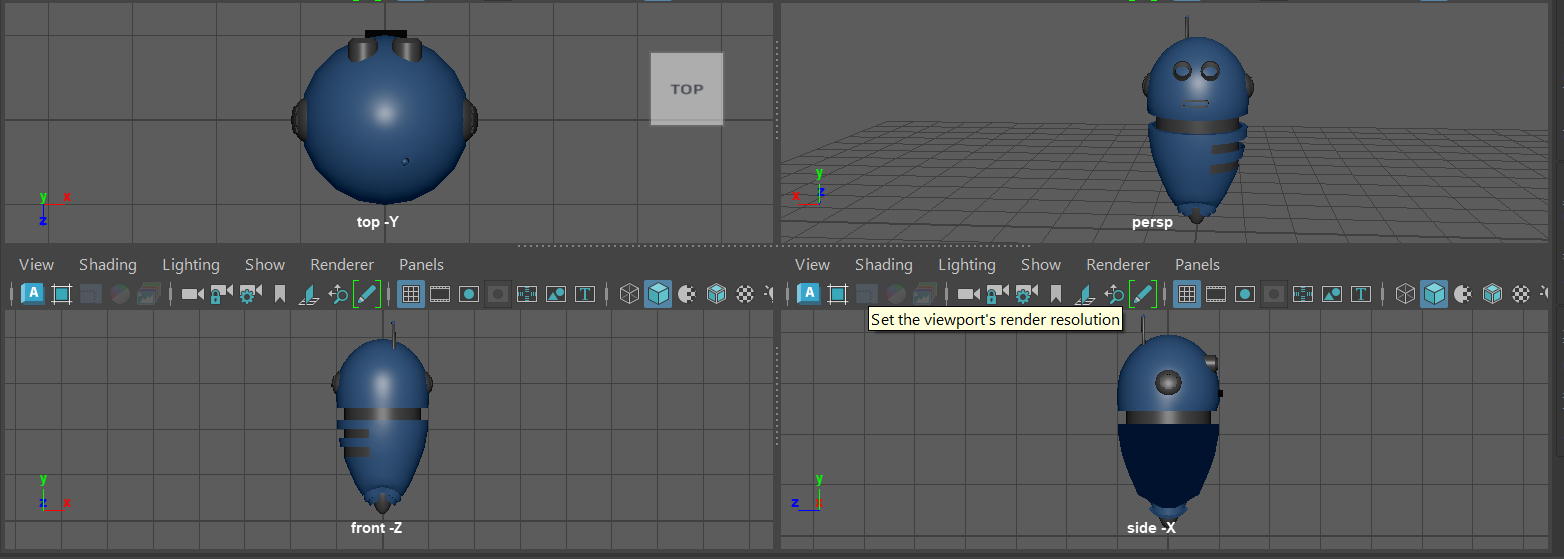 TOP
y
x
z
top -Y
y
z
x
persp
View Shading Lighting Show Renderer Panels
A
T
View Shading Lighting Show Renderer Panels
A
T
Set the viewport's render resolution
y
z
x
front -Z
y
z
x
side -X